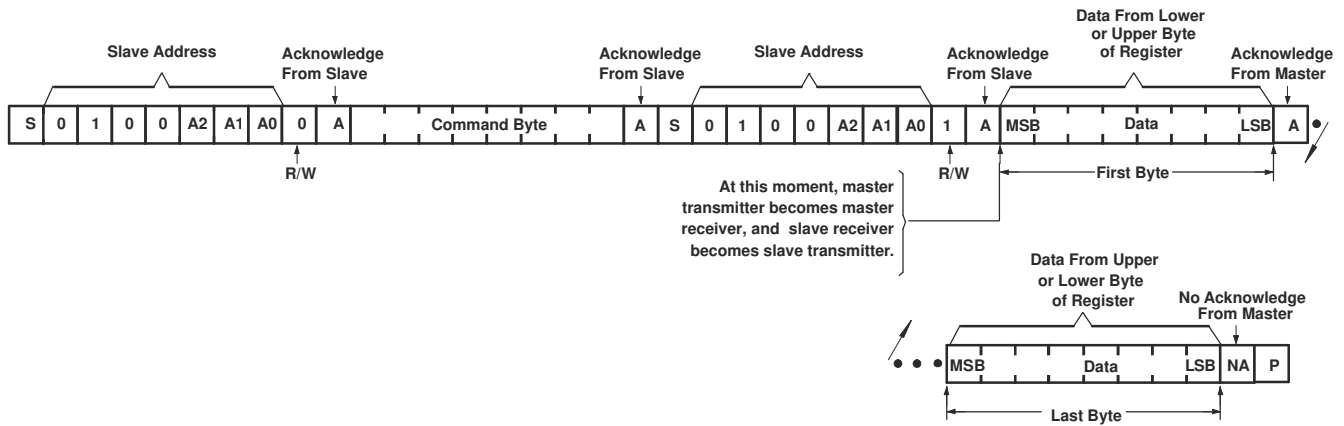 Slave Address
Acknowledge
From Slave
Acknowledge
From Slave
Slave Address
Acknowledge
From Slave
Data From Lower
or Upper Byte
of Register
Acknowledge
From Master
S 0 1 0 0 A2 A1 A0 0 A Command Byte A S 0 1 0 0 A2 A1 A0 1 A MSB Data LSB A
R/W
R/W
First Byte
At this moment, master
transmitter becomes master
receiver, and slave receiver
becomes slave transmitter.
Data From Upper
or Lower Byte
of Register
No Acknowledge
From Master
MSB Data LSB NA P
Last Byte